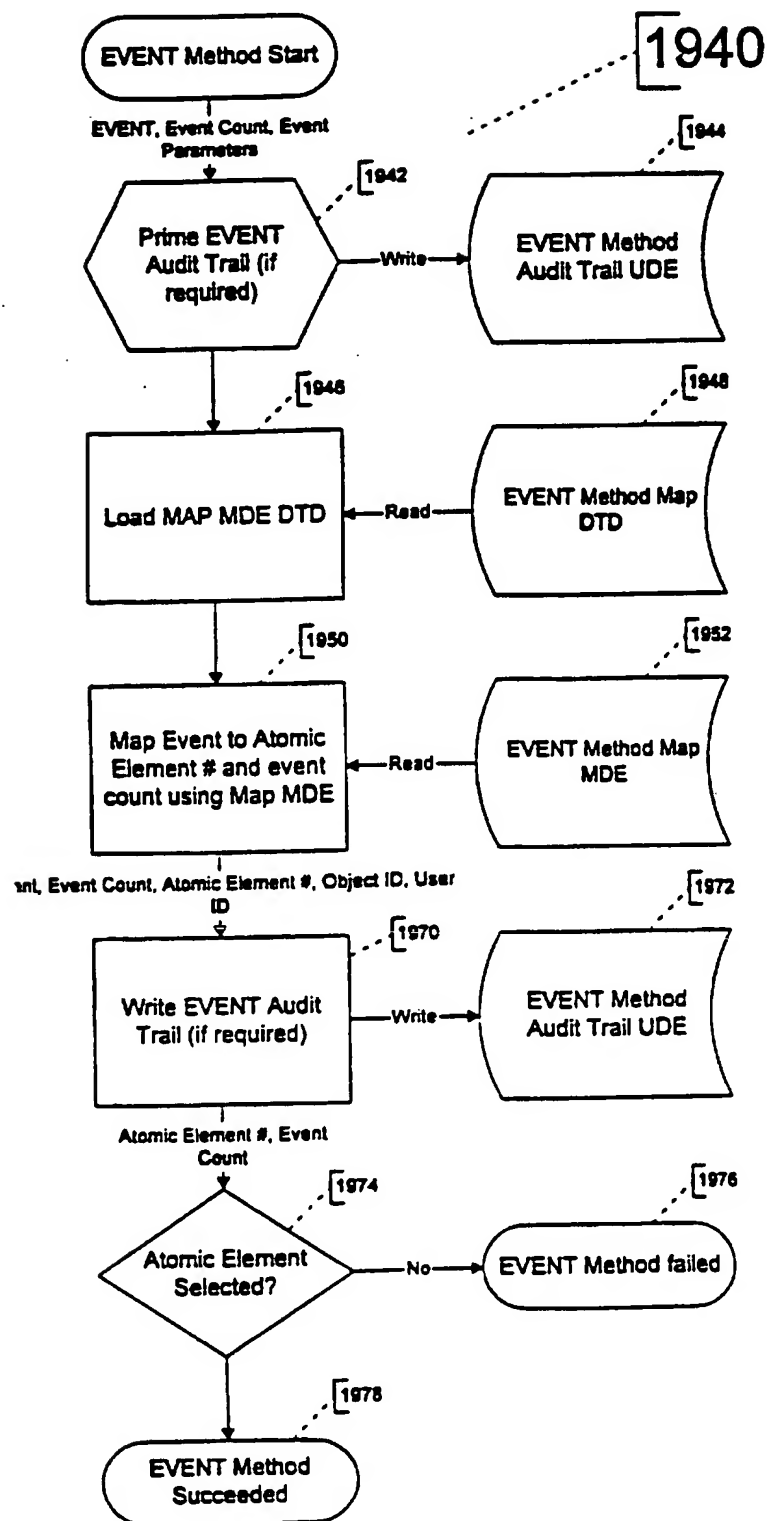 EVENT Method Start
1940
EVENT, Event Count, Event
Parameters
1942
1944
Prime EVENT
Audit Trail (if
required)
Write
EVENT Method
Audit Trail UDE
1946
1948
Load MAP MDE DTD
Read
EVENT Method Map
DTD
1950
1952
Map Event to Atomic
Element # and event
count using Map MDE
Read
EVENT Method Map
MDE
Event Count, Atomic Element #, Object ID, User
ID
1970
1972
Write EVENT Audit
Trail (if required)
Write
EVENT Method
Audit Trail UDE
Atomic Element #, Event
Count
1974
1976
Atomic Element
Selected?
No
EVENT Method failed
1978
EVENT Method
Succeeded